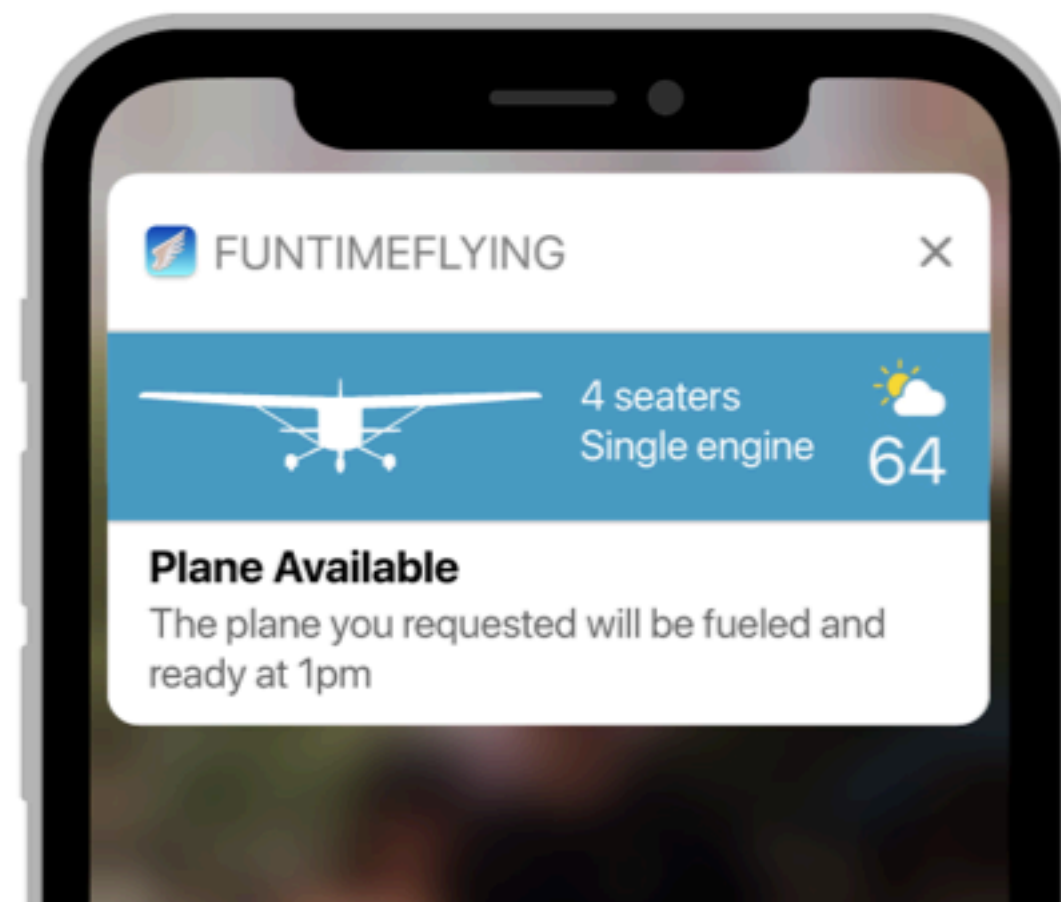 FUNTIMEFLYING
4 seaters
Single engine
64
Plane Available
The plane you requested will be fueled and
ready at 1pm